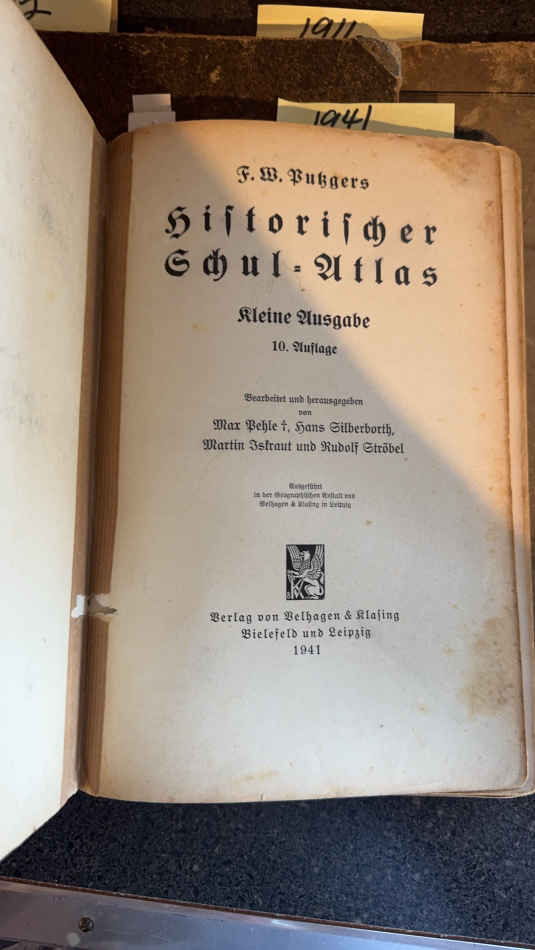 1911
1941
F. W. Putzgers
Hiſtoriſcher
Schul-Atlas
Kleine Ausgabe
10. Auflage
Bearbeitet und herausgegeben
von
Max Pehle †, Hans Silberborth,
Martin Iskraut und Rudolf Ströbel
Ausgeführt
in der Geographiſchen Anſtalt von
Velhagen & Klaſing in Leipzig
Verlag von Velhagen & Klaſing
Bielefeld und Leipzig
1941